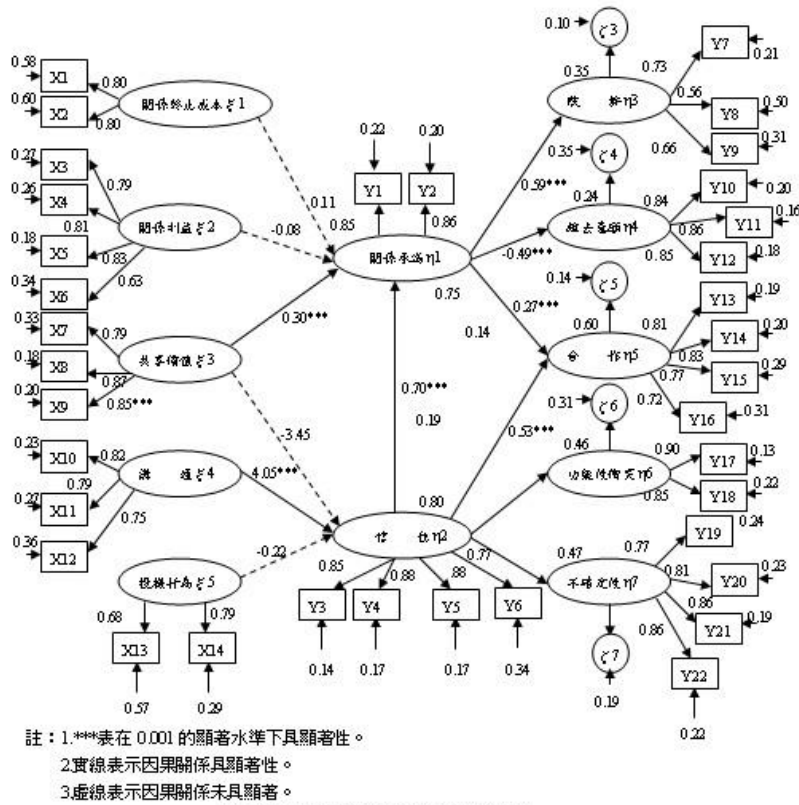 0.10 ζ3
0.58 X1 0.80
0.60 X2 0.80
關係終止成本ξ1
0.35 0.73 Y7 0.21
η3 0.56 Y8 0.50
0.66 Y9 0.31
0.22 0.20
Y1 Y2
0.11 0.85 0.86
0.27 X3 0.79
0.26 X4
0.81
0.18 X5 0.83
0.34 X6 0.63
關係利益ξ2
-0.08
關係承諾η1
0.75
0.59***
-0.49***
0.27***
0.14
0.35 ζ4
0.24 0.84 Y10 0.20
η4 0.86 Y11 0.16
0.85 Y12 0.18
0.14 ζ5
0.60 0.81 Y13 0.19
合 作η5 0.83 Y14 0.20
0.77 Y15 0.29
0.72 Y16 0.31
0.33 X7 0.79
0.18 X8 0.87
0.20 X9 0.85***
共享價值ξ3
0.30***
-3.45
0.70***
0.19
0.53***
0.31 ζ6
0.46 0.90 Y17 0.13
功能性衝突η6 0.85 Y18 0.22
0.23 X10 0.82
0.27 X11 0.79
0.36 X12 0.75
溝 通ξ4
4.05***
0.80
信 任η2
0.77
0.47 0.77 Y19 0.24
不確定性η7 0.81 Y20 0.23
0.86 Y21 0.19
0.86 Y22
0.22
ζ7
0.19
投機行為ξ5
-0.22
0.68 0.79
X13 X14
0.57 0.29
0.85 0.88 .88
Y3 Y4 Y5 Y6
0.14 0.17 0.17 0.34
註：1.***表在 0.001 的顯著水準下具顯著性。
2.實線表示因果關係具顯著性。
3.虛線表示因果關係未具顯著。